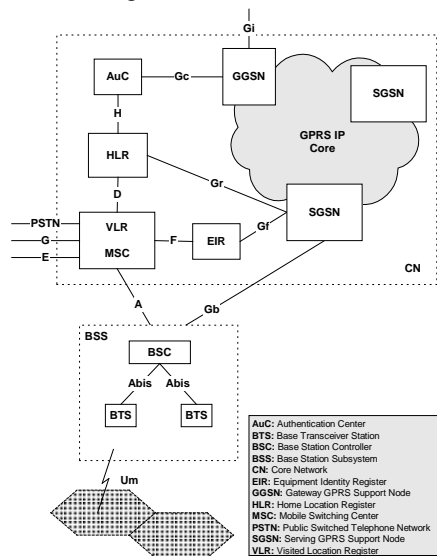 Gi
AuC
Gc
GGSN
SGSN
H
GPRS IP
Core
HLR
Gr
D
SGSN
PSTN
VLR
F
EIR
Gf
G
MSC
E
CN
A
Gb
BSS
BSC
Abis
Abis
BTS
BTS
Um
AuC: Authentication Center
BTS: Base Transceiver Station
BSC: Base Station Controller
BSS: Base Station Subsystem
CN: Core Network
EIR: Equipment Identity Register
GGSN: Gateway GPRS Support Node
HLR: Home Location Register
MSC: Mobile Switching Center
PSTN: Public Switched Telephone Network
SGSN: Serving GPRS Support Node
VLR: Visited Location Register